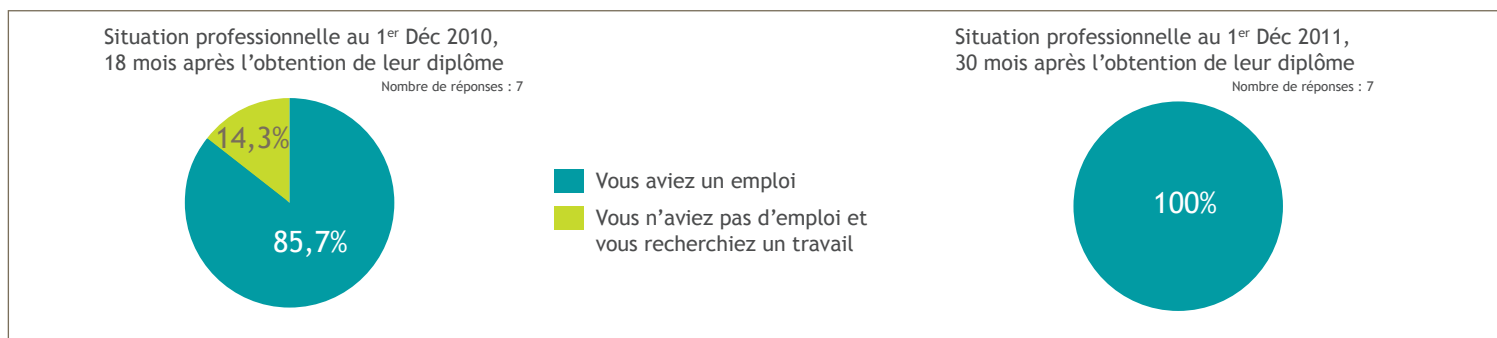 Situation professionnelle au 1er Déc 2010,
18 mois après l’obtention de leur diplôme
Nombre de réponses : 7
14,3%
85,7%
Vous aviez un emploi
Vous n’aviez pas d’emploi et
vous recherchiez un travail
Situation professionnelle au 1er Déc 2011,
30 mois après l’obtention de leur diplôme
Nombre de réponses : 7
100%